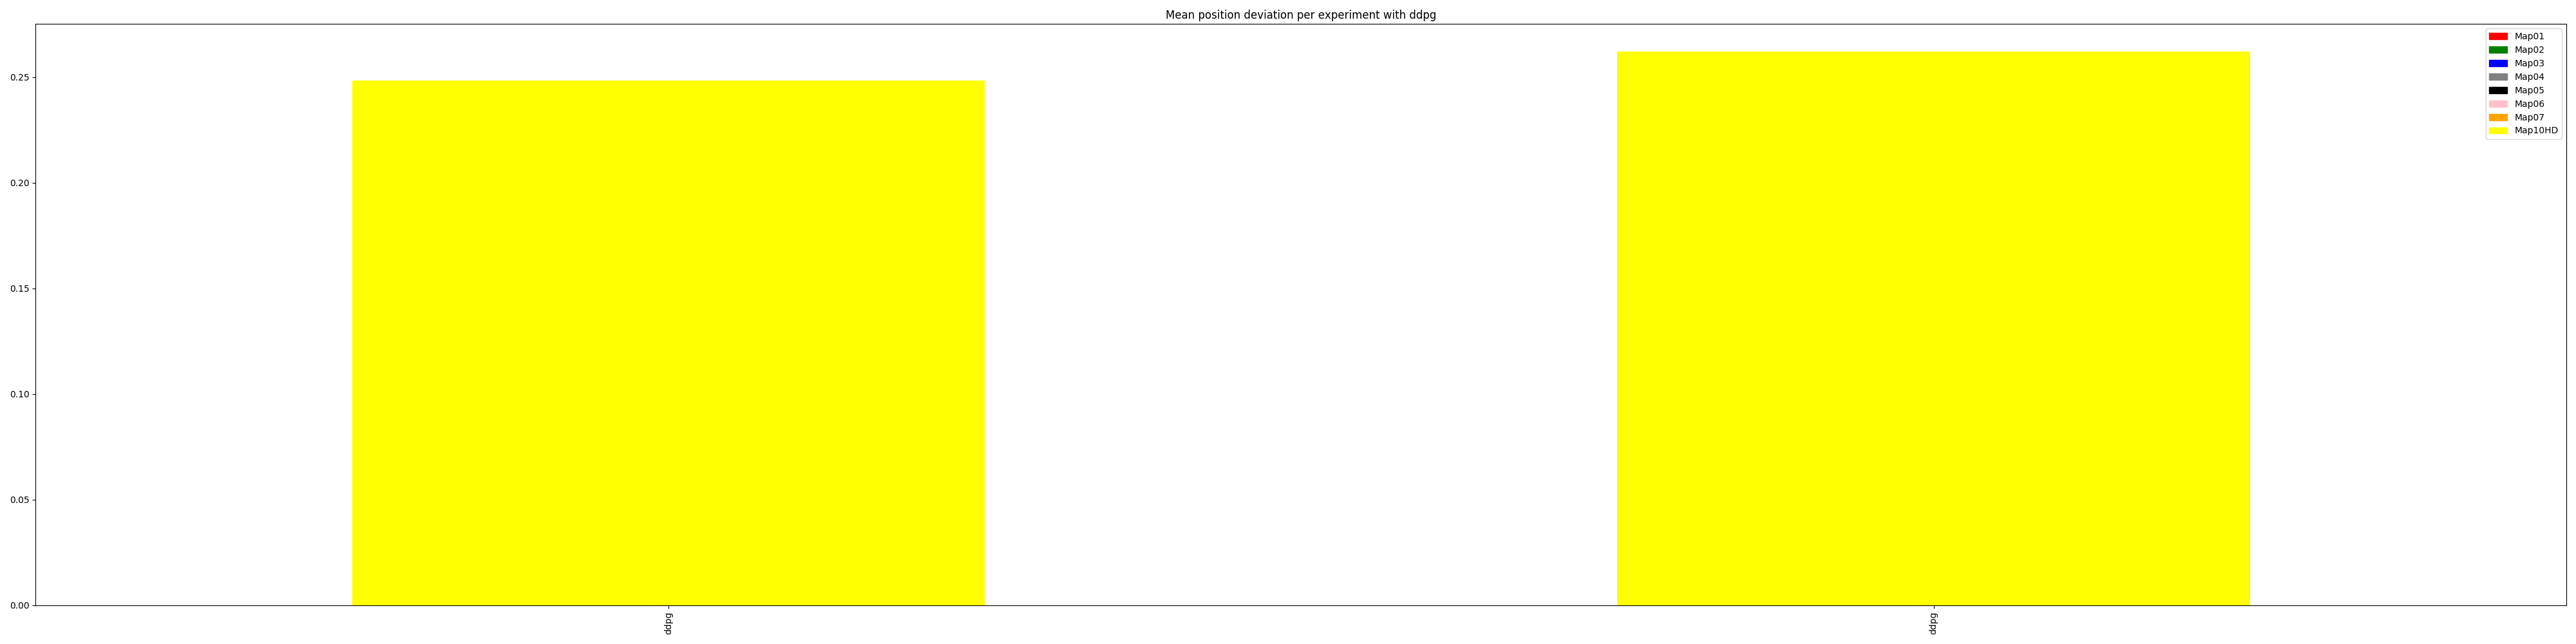 Mean position deviation per experiment with ddpg
0.25
0.20
0.15
0.10
0.05
0.00
ddpg
ddpg
Map01
Map02
Map03
Map04
Map05
Map06
Map07
Map10HD